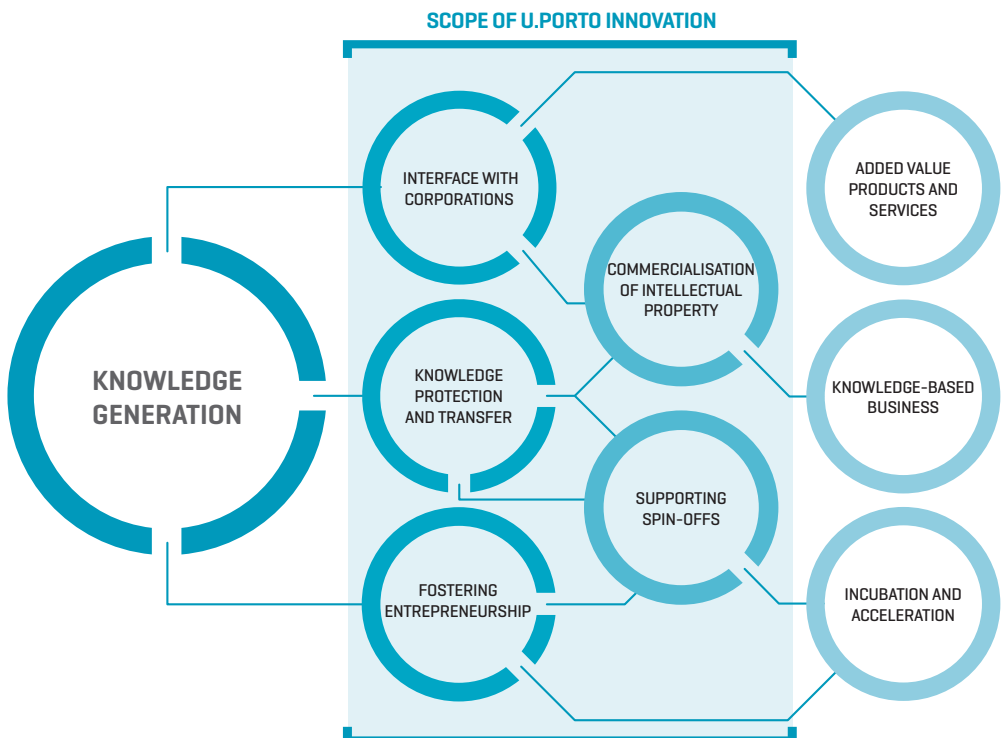 SCOPE OF U.PORTO INNOVATION
KNOWLEDGE
GENERATION
INTERFACE WITH
CORPORATIONS
KNOWLEDGE
PROTECTION
AND TRANSFER
FOSTERING
ENTREPRENEURSHIP
COMMERCIALISATION
OF INTELLECTUAL
PROPERTY
SUPPORTING
SPIN-OFFS
ADDED VALUE
PRODUCTS AND
SERVICES
KNOWLEDGE-BASED
BUSINESS
INCUBATION AND
ACCELERATION